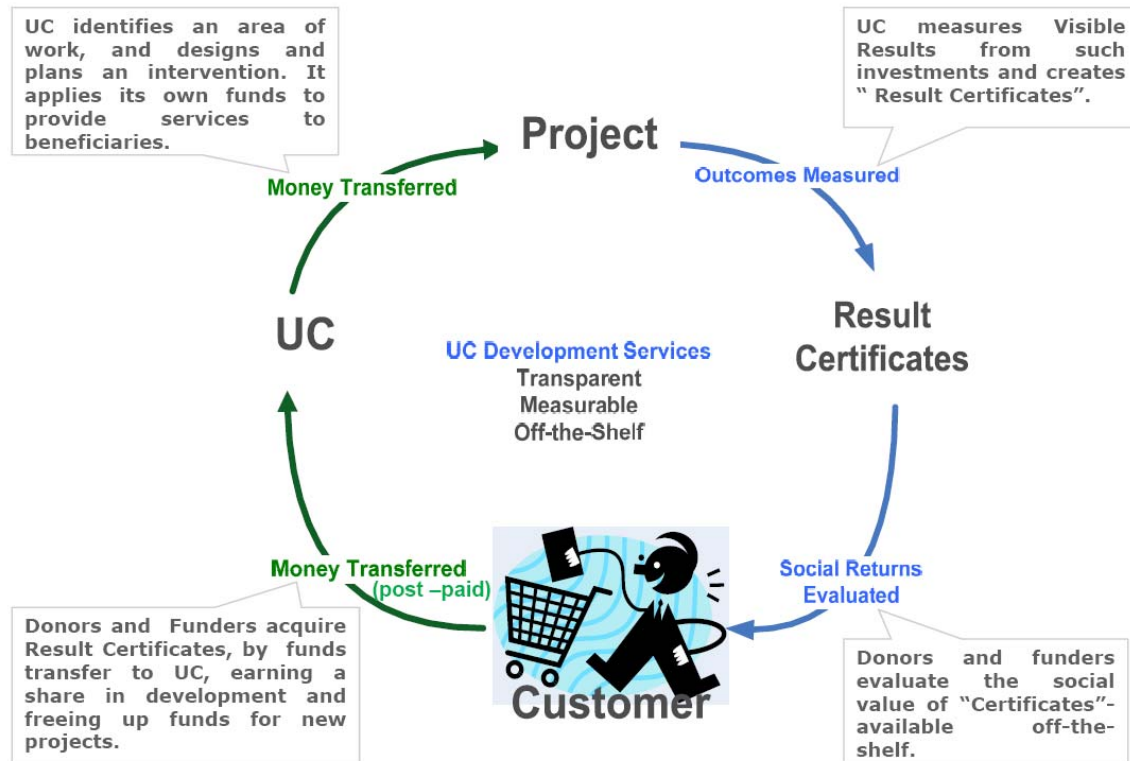 UC identifies an area of
work, and designs and
plans an intervention. It
applies its own funds to
provide services to
beneficiaries.
UC measures Visible
Results from such
investments and creates
“ Result Certificates”.
Project
Money Transferred
Outcomes Measured
UC
Result
Certificates
UC Development Services
Transparent
Measurable
Off-the-Shelf
Money Transferred
(post –paid)
Social Returns
Evaluated
Customer
Donors and Funders acquire
Result Certificates, by funds
transfer to UC, earning a
share in development and
freeing up funds for new
projects.
Donors and funders
evaluate the social
value of “Certificates”-
available off-the-
shelf.